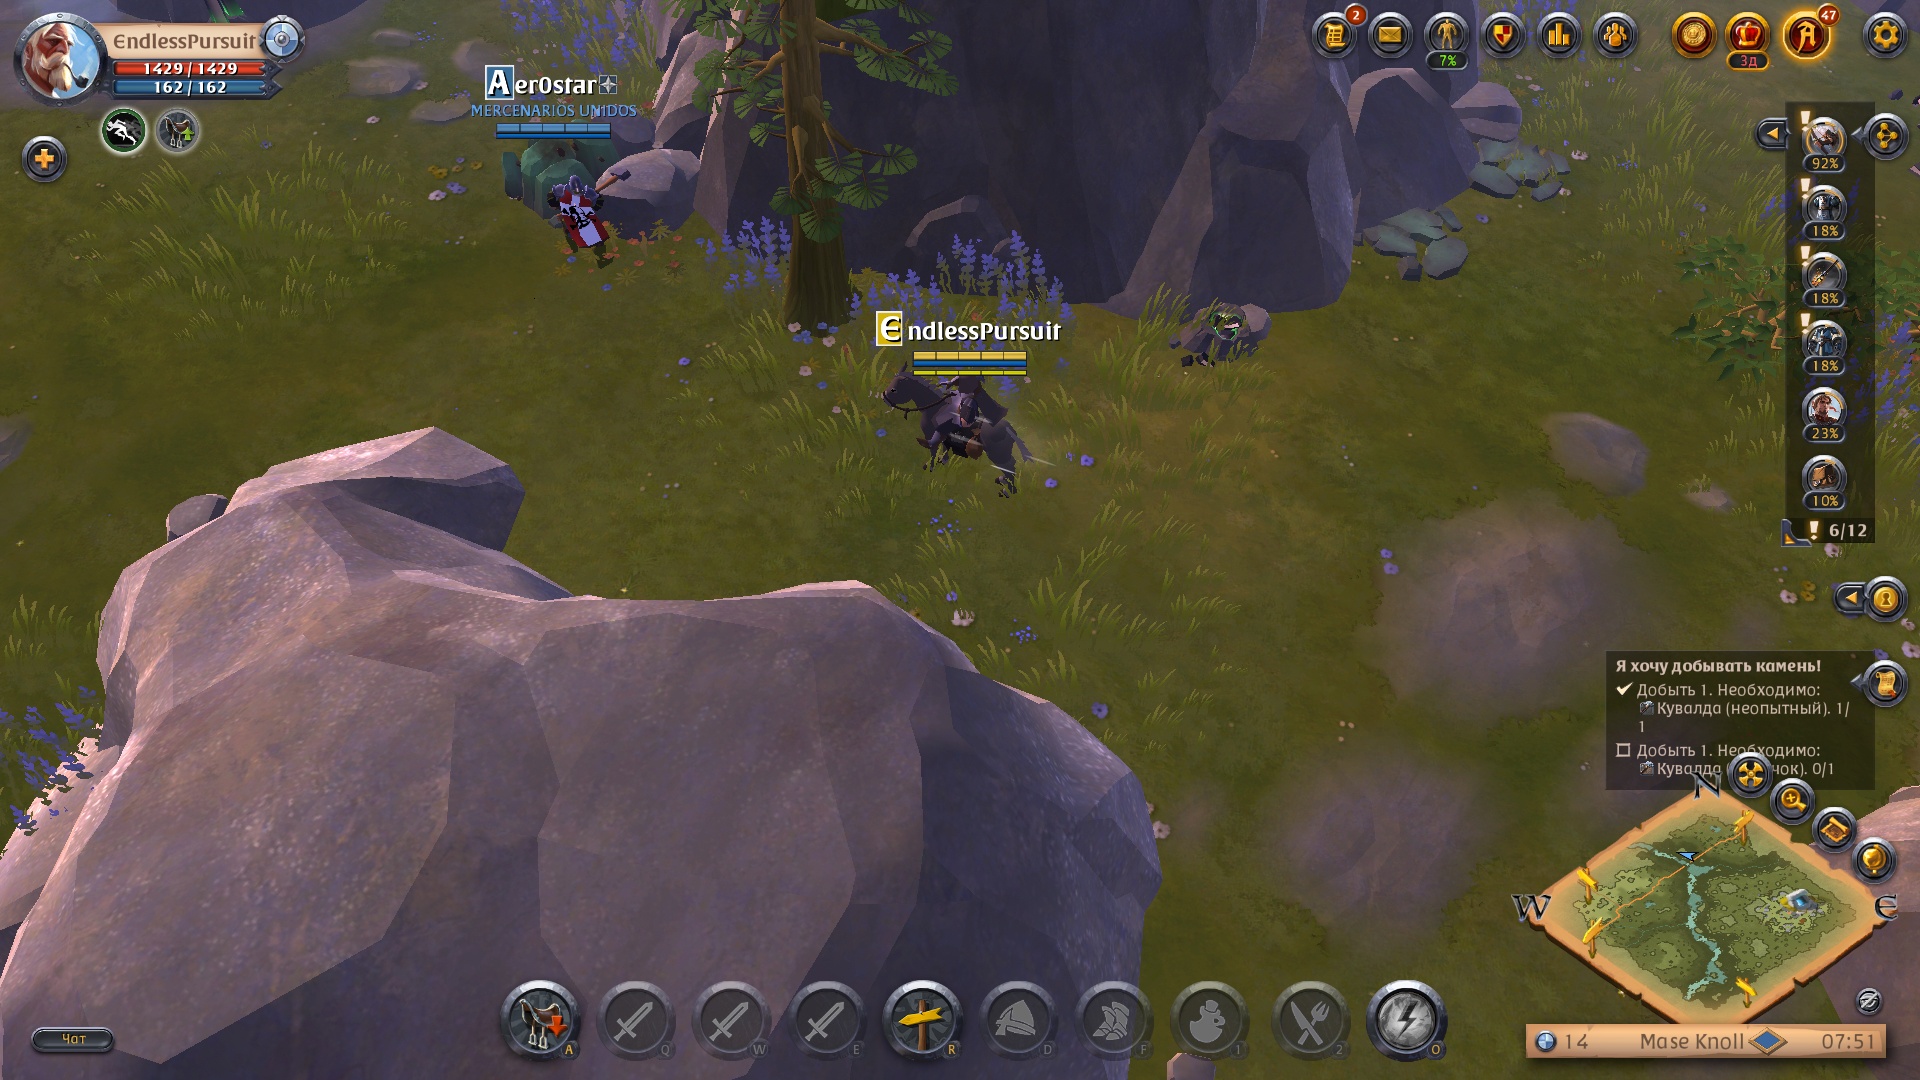 EndlessPursuit
1429 / 1429
162 / 162
Aer0star
MERCENARIOS UNIDOS
EndlessPursuit
2
7%
3д
47
92%
18%
18%
18%
23%
10%
6/12
Я хочу добывать камень!
Добыть 1. Необходимо:
Кувалда (неопытный). 1/
1
Добыть 1. Необходимо:
Кувалда
чок). 0/1
N
W
E
Чат
A
Q
W
E
R
D
F
1
2
O
14
Mase Knoll
07:51